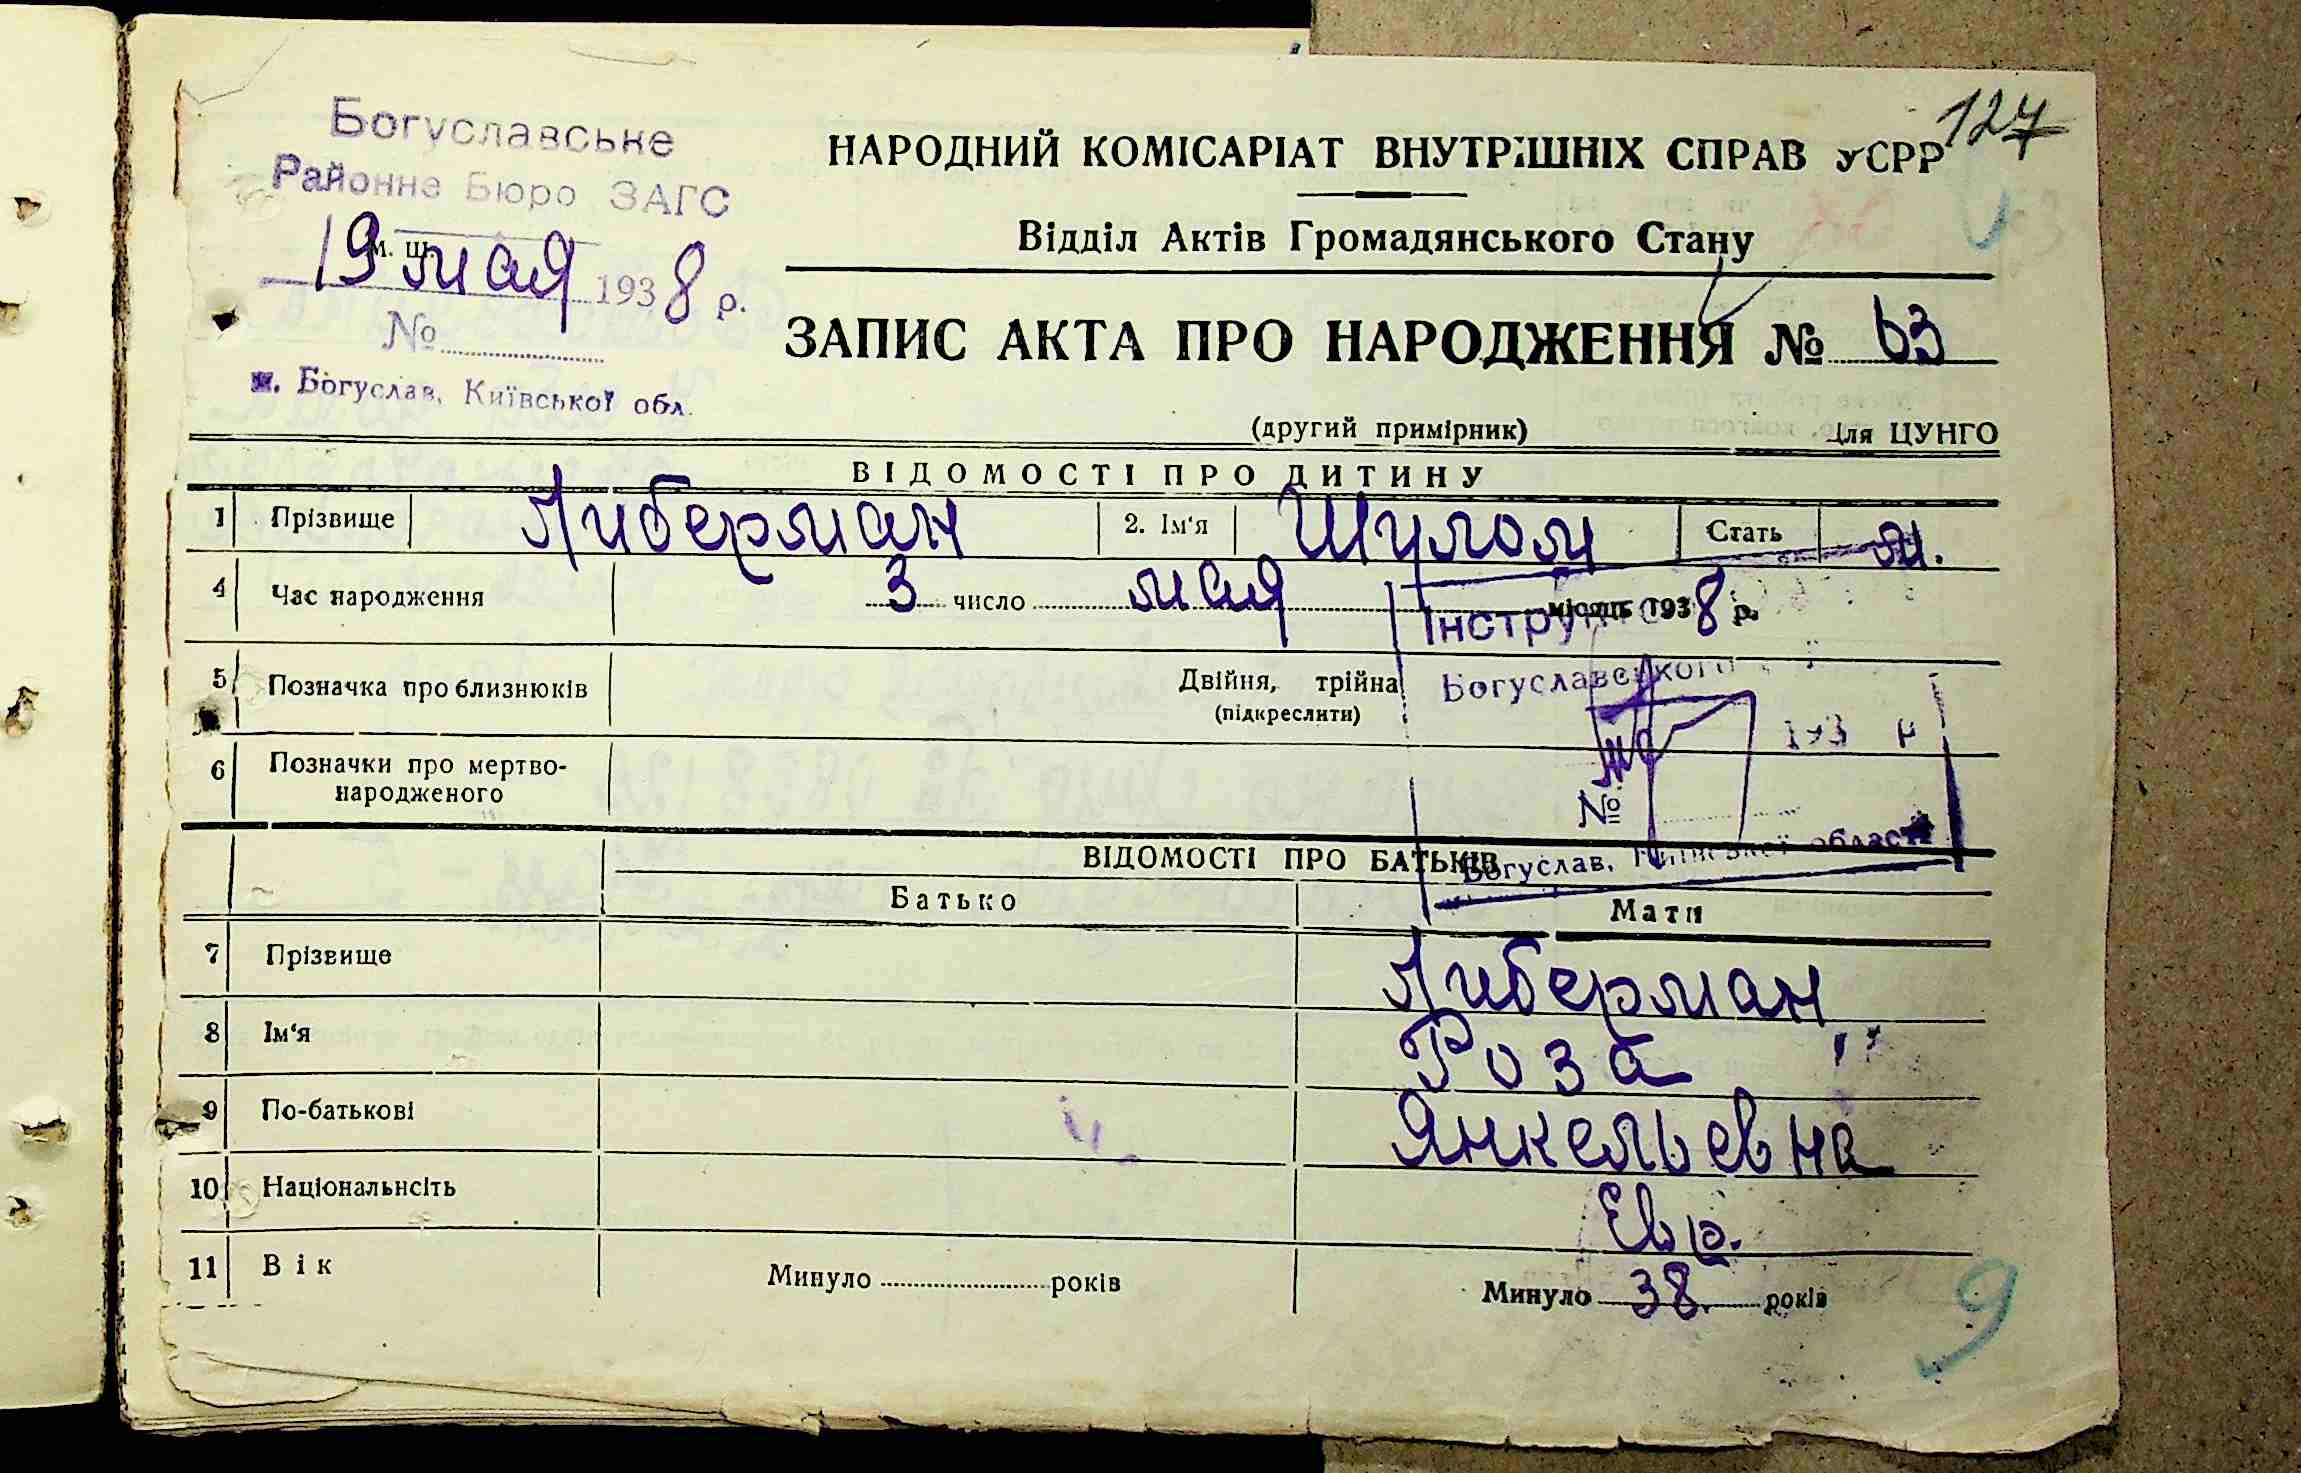 127
Богуславське
Районне Бюро ЗАГС
м. ш.
19 мая 1938 р.
№
м. Богуслав, Київської обл.
НАРОДНИЙ КОМІСАРІАТ ВНУТРІШНІХ СПРАВ УСРР
Відділ Актів Громадянського Стану
ЗАПИС АКТА ПРО НАРОДЖЕННЯ № 63
(другий примірник) Для ЦУНГО
ВІДОМОСТІ ПРО ДИТИНУ
1 Прізвище Либерман 2. Ім'я Шулом Стать м.
4 Час народження 3 число мая місяць 1938 р.
Інструктор
5 Позначка про близнюків Двійня, трійна
(підкреслити)
Богуславського
193 р
6 Позначки про мертво-
народженого
№
Богуслав, Київської області
ВІДОМОСТІ ПРО БАТЬКІВ
Батько Мати
7 Прізвище Либерман
8 Ім'я Роза
9 По-батькові Янкельевна
10 Національнсіть Евр.
11 Вік Минуло років Минуло 38. років
9